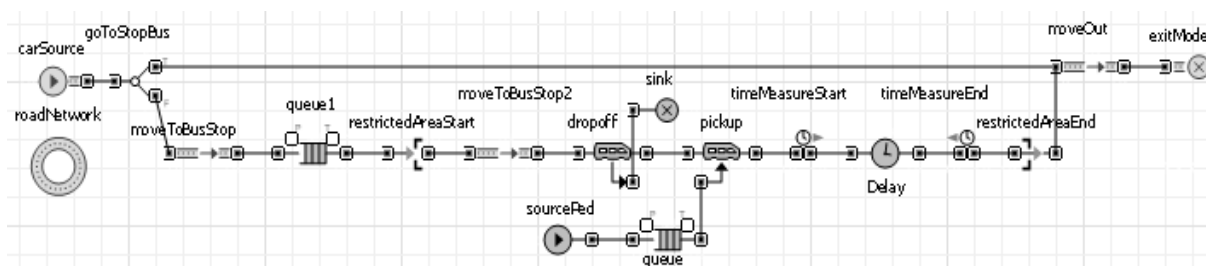 goToStopBus
carSource
moveOut
exitMode
sink
queue1
moveToBusStop2
timeMeasureStart
timeMeasureEnd
roadNetwork
moveToBusStop
restrictedAreaStart
dropoff
pickup
restrictedAreaEnd
Delay
sourcePed
queue